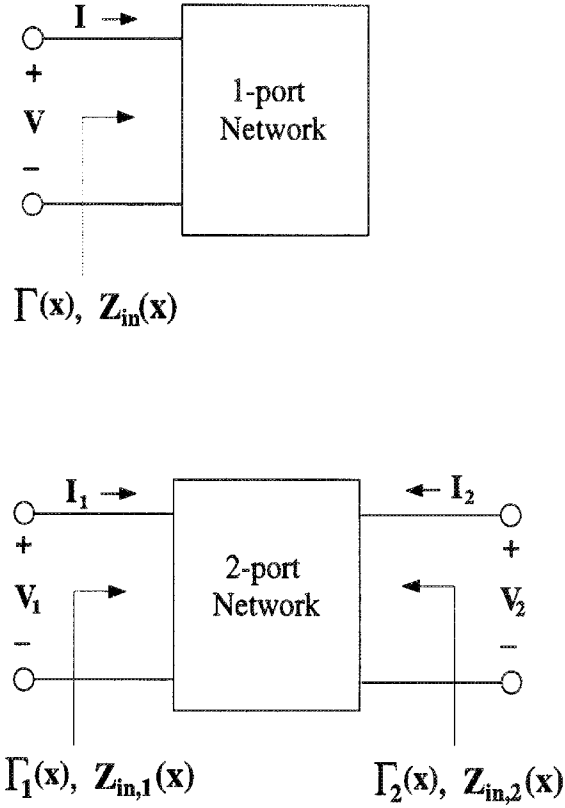 I →
+
V
−
1-port
Network
Γ(x), Z_in(x)
I₁ →
← I₂
+
+
V₁
V₂
−
−
2-port
Network
Γ₁(x), Z_in,1(x)
Γ₂(x), Z_in,2(x)